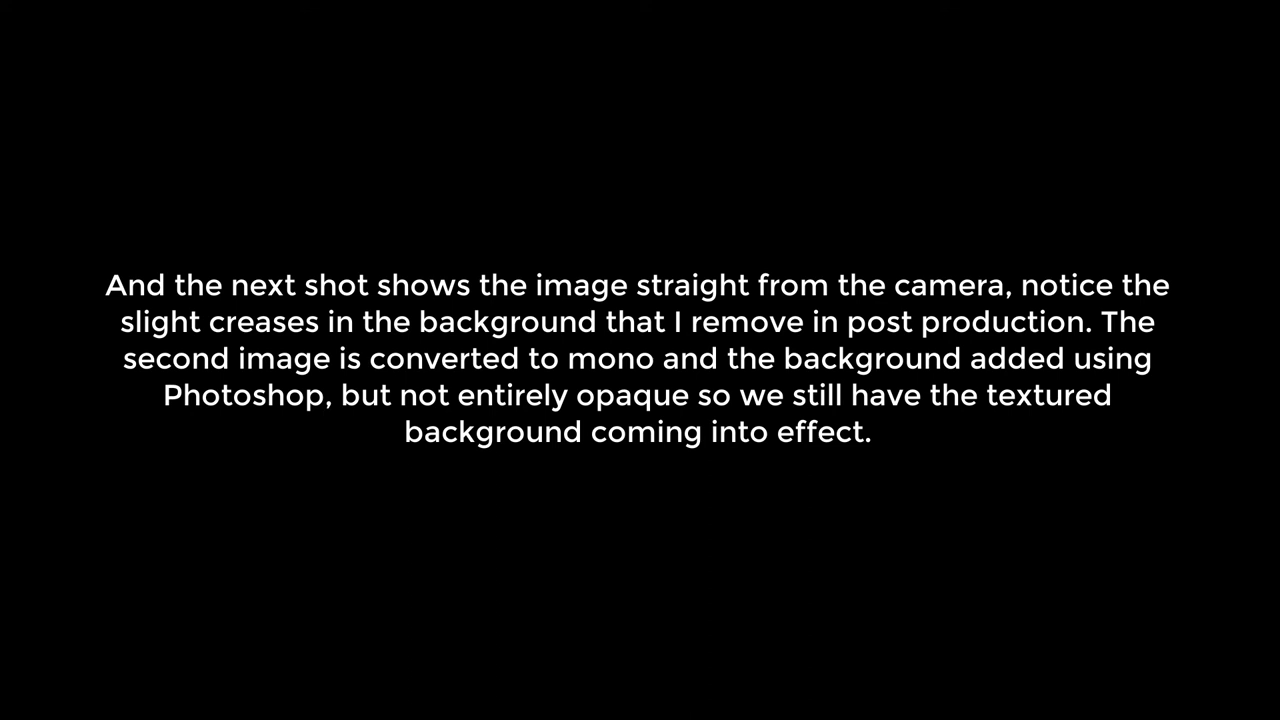 And the next shot shows the image straight from the camera, notice the
slight creases in the background that I remove in post production. The
second image is converted to mono and the background added using
Photoshop, but not entirely opaque so we still have the textured
background coming into effect.